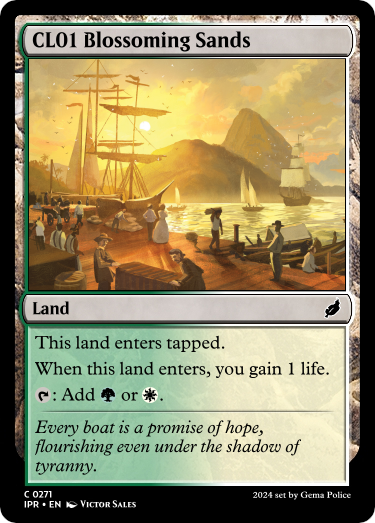 CL01 Blossoming Sands
Land
This land enters tapped.
When this land enters, you gain 1 life.
: Add or .
Every boat is a promise of hope,
flourishing even under the shadow of
tyranny.
C 0271
IPR • EN VICTOR SALES
2024 set by Gema Police